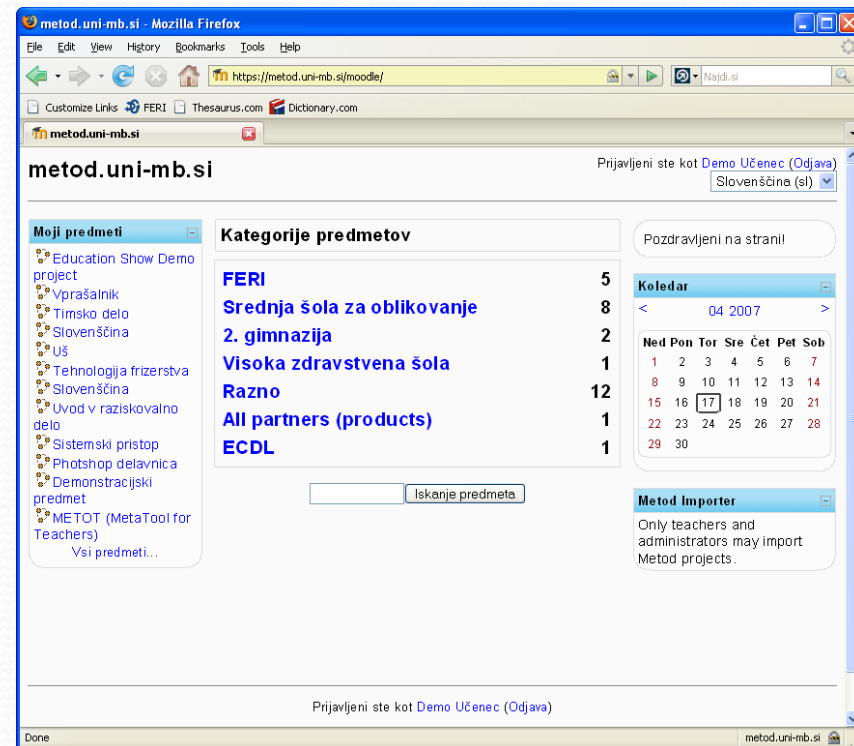 metod.uni-mb.si - Mozilla Firefox
File Edit View History Bookmarks Tools Help
https://metod.uni-mb.si/moodle/
Najdi.si
Customize Links FERI Thesaurus.com Dictionary.com
metod.uni-mb.si
metod.uni-mb.si
Prijavljeni ste kot Demo Učenec (Odjava)
Slovenščina (sl)
Moji predmeti
Education Show Demo
project
Vprašalnik
Timsko delo
Slovenščina
Uš
Tehnologija frizerstva
Slovenščina
Uvod v raziskovalno
delo
Sistemski pristop
Photshop delavnica
Demonstracijski
predmet
METOT (MetaTool for
Teachers)
Vsi predmeti...
Kategorije predmetov
FERI 5
Srednja šola za oblikovanje 8
2. gimnazija 2
Visoka zdravstvena šola 1
Razno 12
All partners (products) 1
ECDL 1
Iskanje predmeta
Pozdravljeni na strani!
Koledar
< 04 2007 >
Ned Pon Tor Sre Čet Pet Sob
1 2 3 4 5 6 7
8 9 10 11 12 13 14
15 16 17 18 19 20 21
22 23 24 25 26 27 28
29 30
Metod Importer
Only teachers and
administrators may import
Metod projects.
Prijavljeni ste kot Demo Učenec (Odjava)
Done metod.uni-mb.si